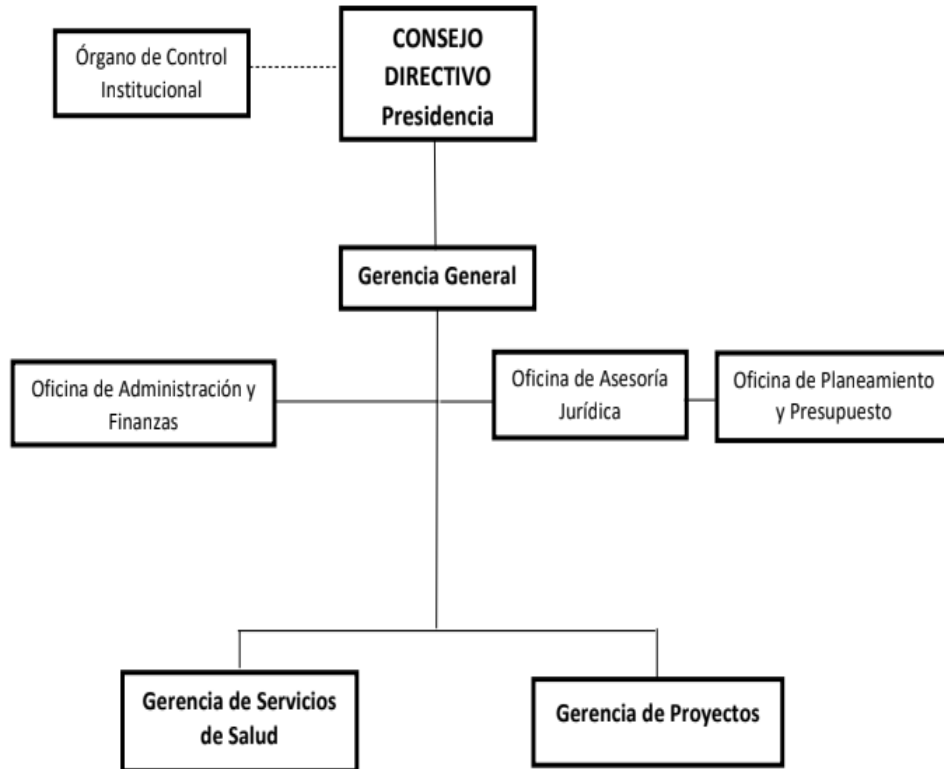 Órgano de Control
Institucional
CONSEJO
DIRECTIVO
Presidencia
Gerencia General
Oficina de Administración y
Finanzas
Oficina de Asesoría
Jurídica
Oficina de Planeamiento
y Presupuesto
Gerencia de Servicios
de Salud
Gerencia de Proyectos